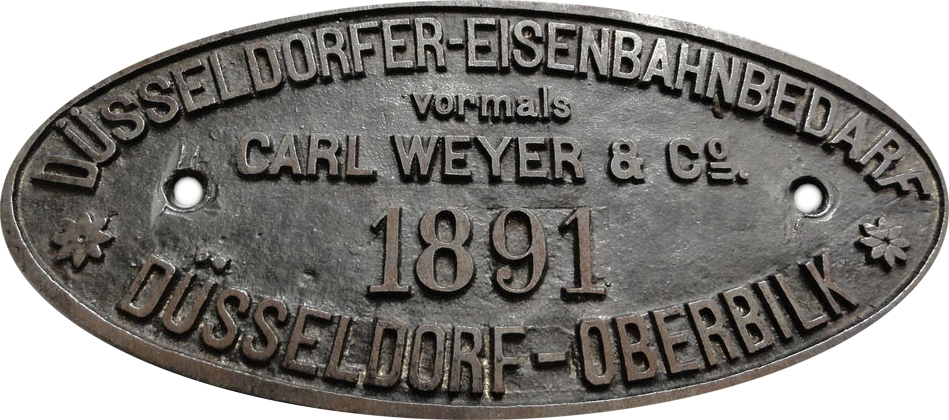 DÜSSELDORFER-EISENBAHNBEDARF
vormals
CARL WEYER & Cº.
1891
DÜSSELDORF-OBERBILK